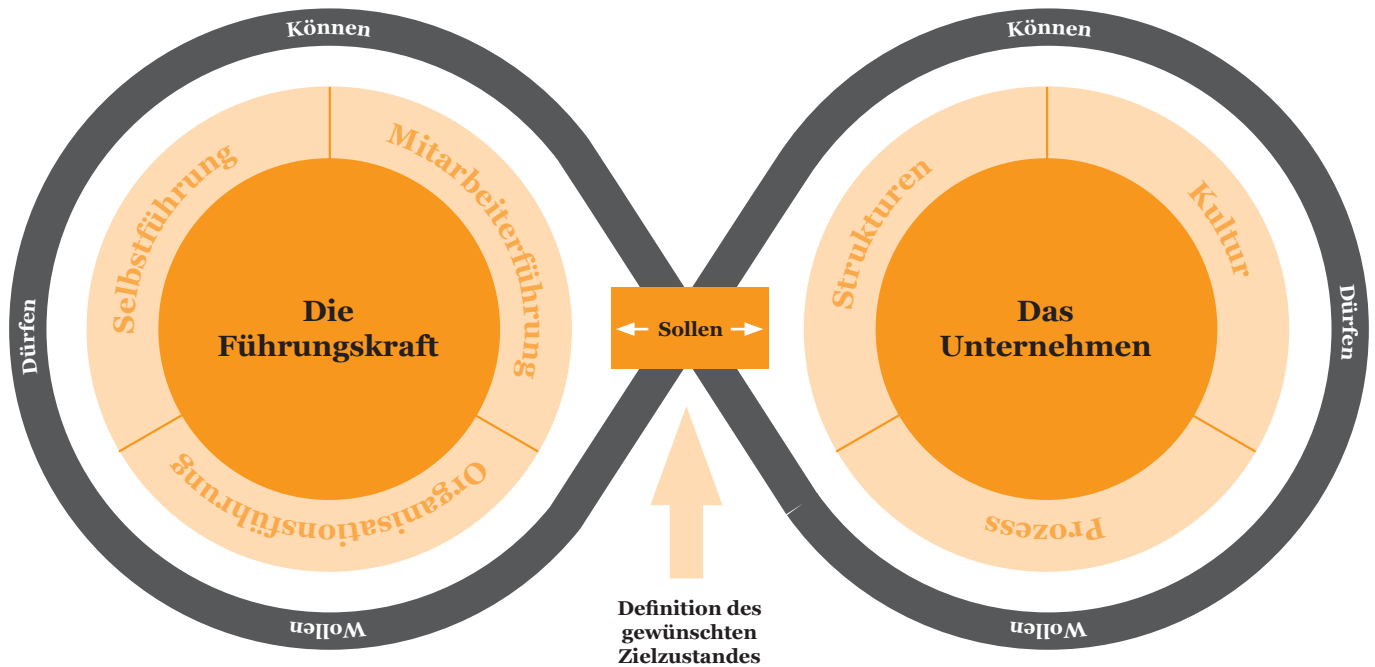 Können
Selbstführung
Mitarbeiterführung
Organisationsführung
Die
Führungskraft
Dürfen
Wollen
Sollen
Definition des
gewünschten
Zielzustandes
Können
Strukturen
Kultur
Prozess
Das
Unternehmen
Dürfen
Wollen